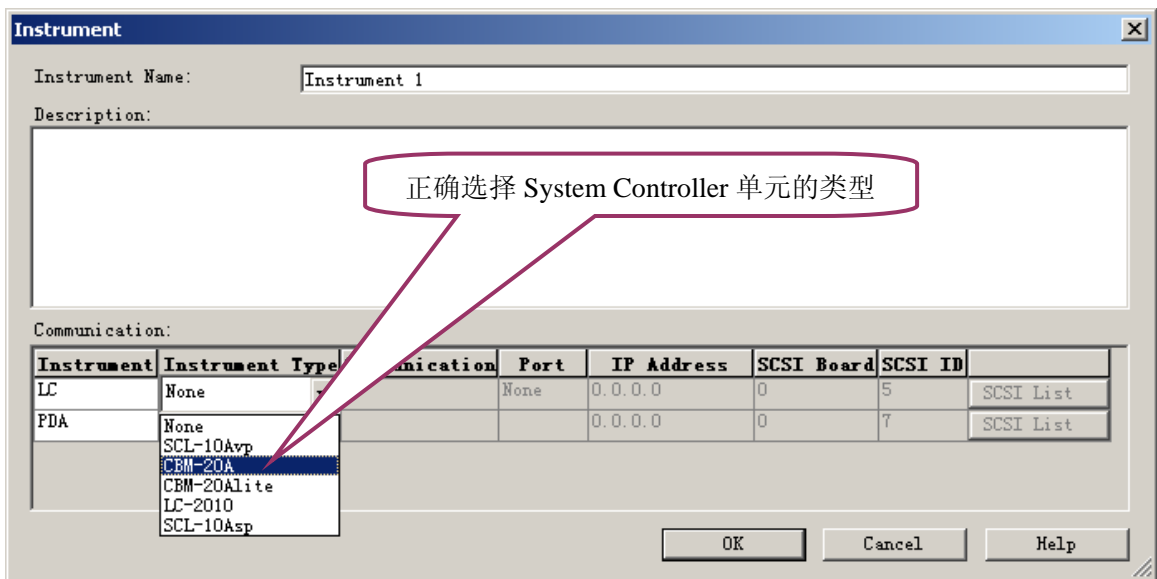 Instrument
Instrument Name:
Instrument 1
Description:
正确选择 System Controller 单元的类型
Communication:
Instrument Instrument Type nication Port IP Address SCSI Board SCSI ID
LC None None 0.0.0.0 0 5 SCSI List
PDA 0.0.0.0 0 7 SCSI List
None
SCL-10Avp
CBM-20A
CBM-20Alite
LC-2010
SCL-10Asp
OK Cancel Help